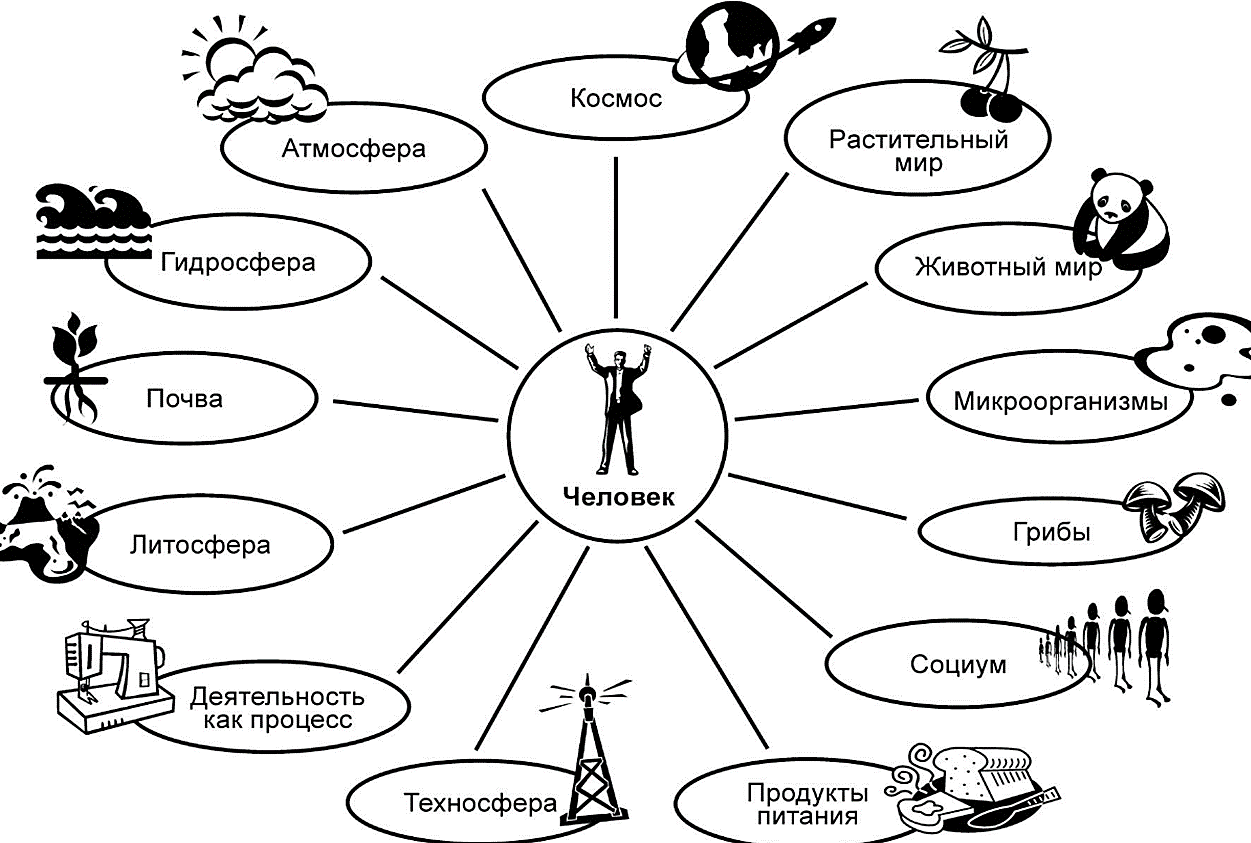 Космос
Атмосфера
Растительный
мир
Гидросфера
Животный мир
Почва
Микроорганизмы
Человек
Литосфера
Грибы
Социум
Деятельность
как процесс
Техносфера
Продукты
питания